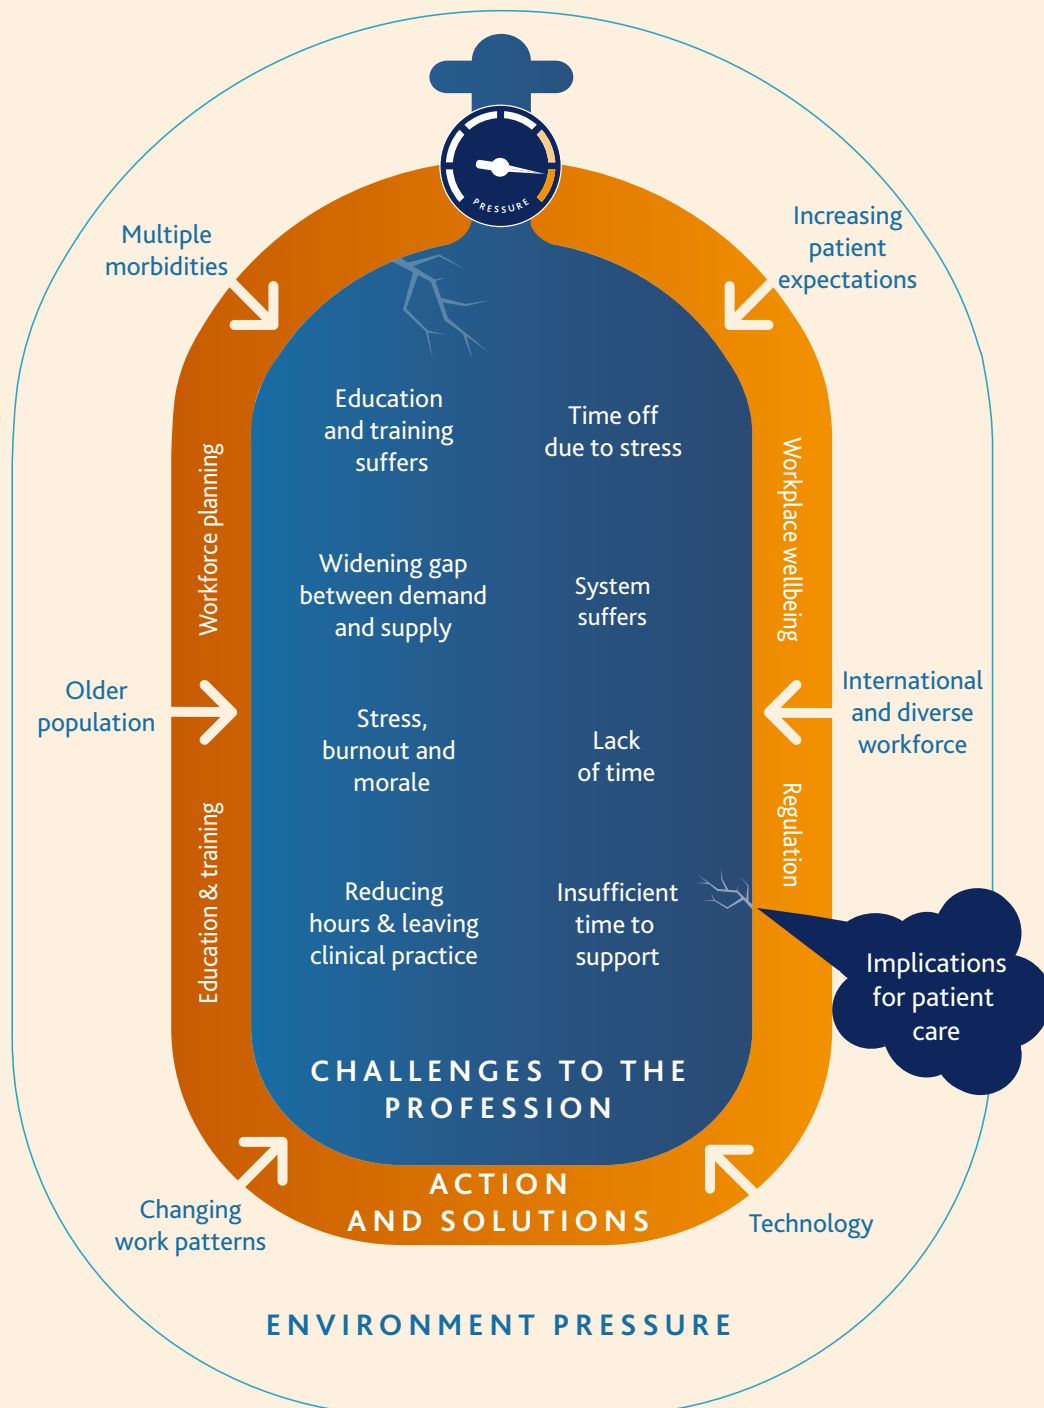 PRESSURE
Multiple
morbidities
Increasing
patient
expectations
Education
and training
suffers
Time off
due to stress
Workforce planning
Workplace wellbeing
Widening gap
between demand
and supply
System
suffers
Older
population
International
and diverse
workforce
Stress,
burnout and
morale
Lack
of time
Education & training
Regulation
Reducing
hours & leaving
clinical practice
Insufficient
time to
support
Implications
for patient
care
CHALLENGES TO THE
PROFESSION
ACTION
AND SOLUTIONS
Changing
work patterns
Technology
ENVIRONMENT PRESSURE